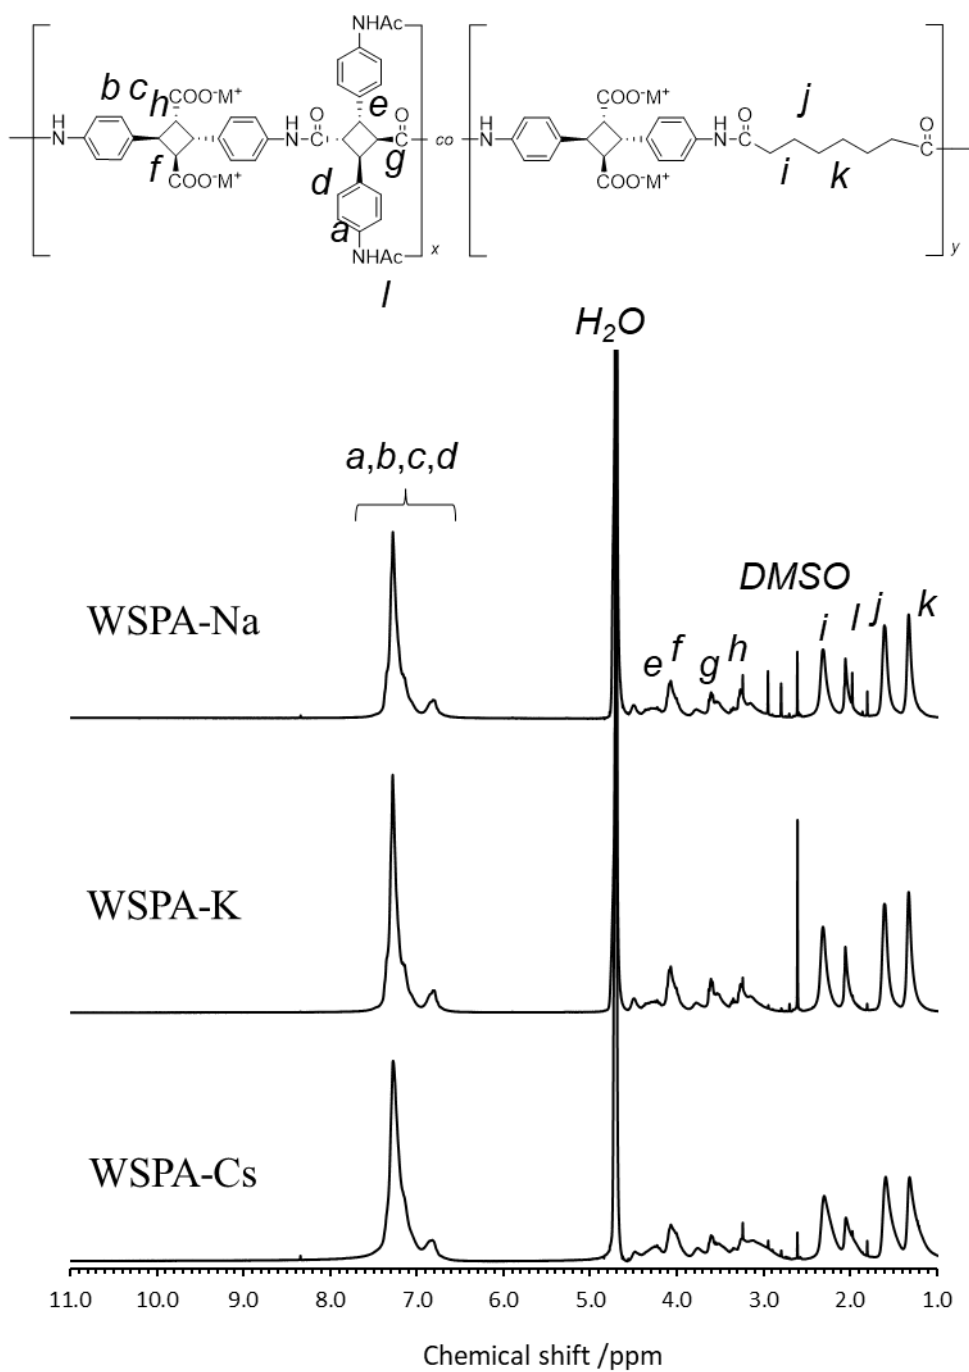 NHAc
b c h COO⁻M⁺ e COO⁻M⁺ j
H N H N O O co H N H N O O
f COO⁻M⁺ d g COO⁻M⁺ i k
a
NHAc x y
l
H₂O
a,b,c,d
DMSO
WSPA-Na
e f g h i l j k
WSPA-K
WSPA-Cs
11.0 10.0 9.0 8.0 7.0 6.0 5.0 4.0 3.0 2.0 1.0
Chemical shift /ppm